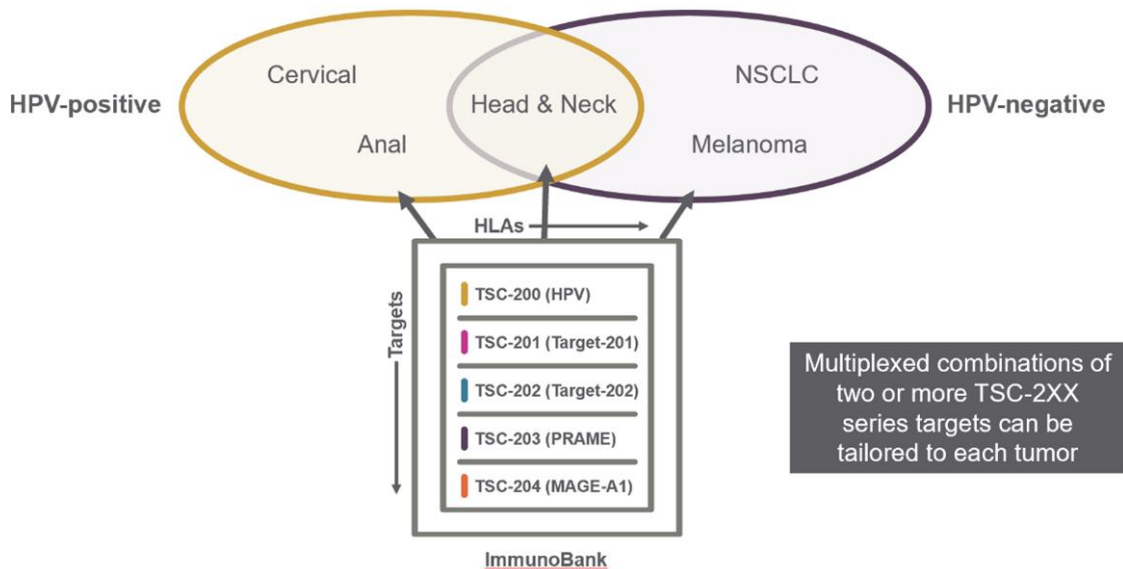 HPV-positive
Cervical
Anal
Head & Neck
NSCLC
Melanoma
HPV-negative
HLAs
Targets
TSC-200 (HPV)
TSC-201 (Target-201)
TSC-202 (Target-202)
TSC-203 (PRAME)
TSC-204 (MAGE-A1)
ImmunoBank
Multiplexed combinations of
two or more TSC-2XX
series targets can be
tailored to each tumor